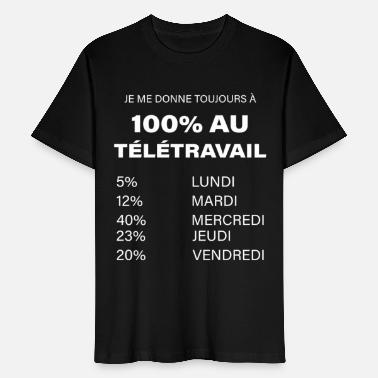 JE ME DONNE TOUJOURS À
100% AU
TÉLÉTRAVAIL
5% LUNDI
12% MARDI
40% MERCREDI
23% JEUDI
20% VENDREDI